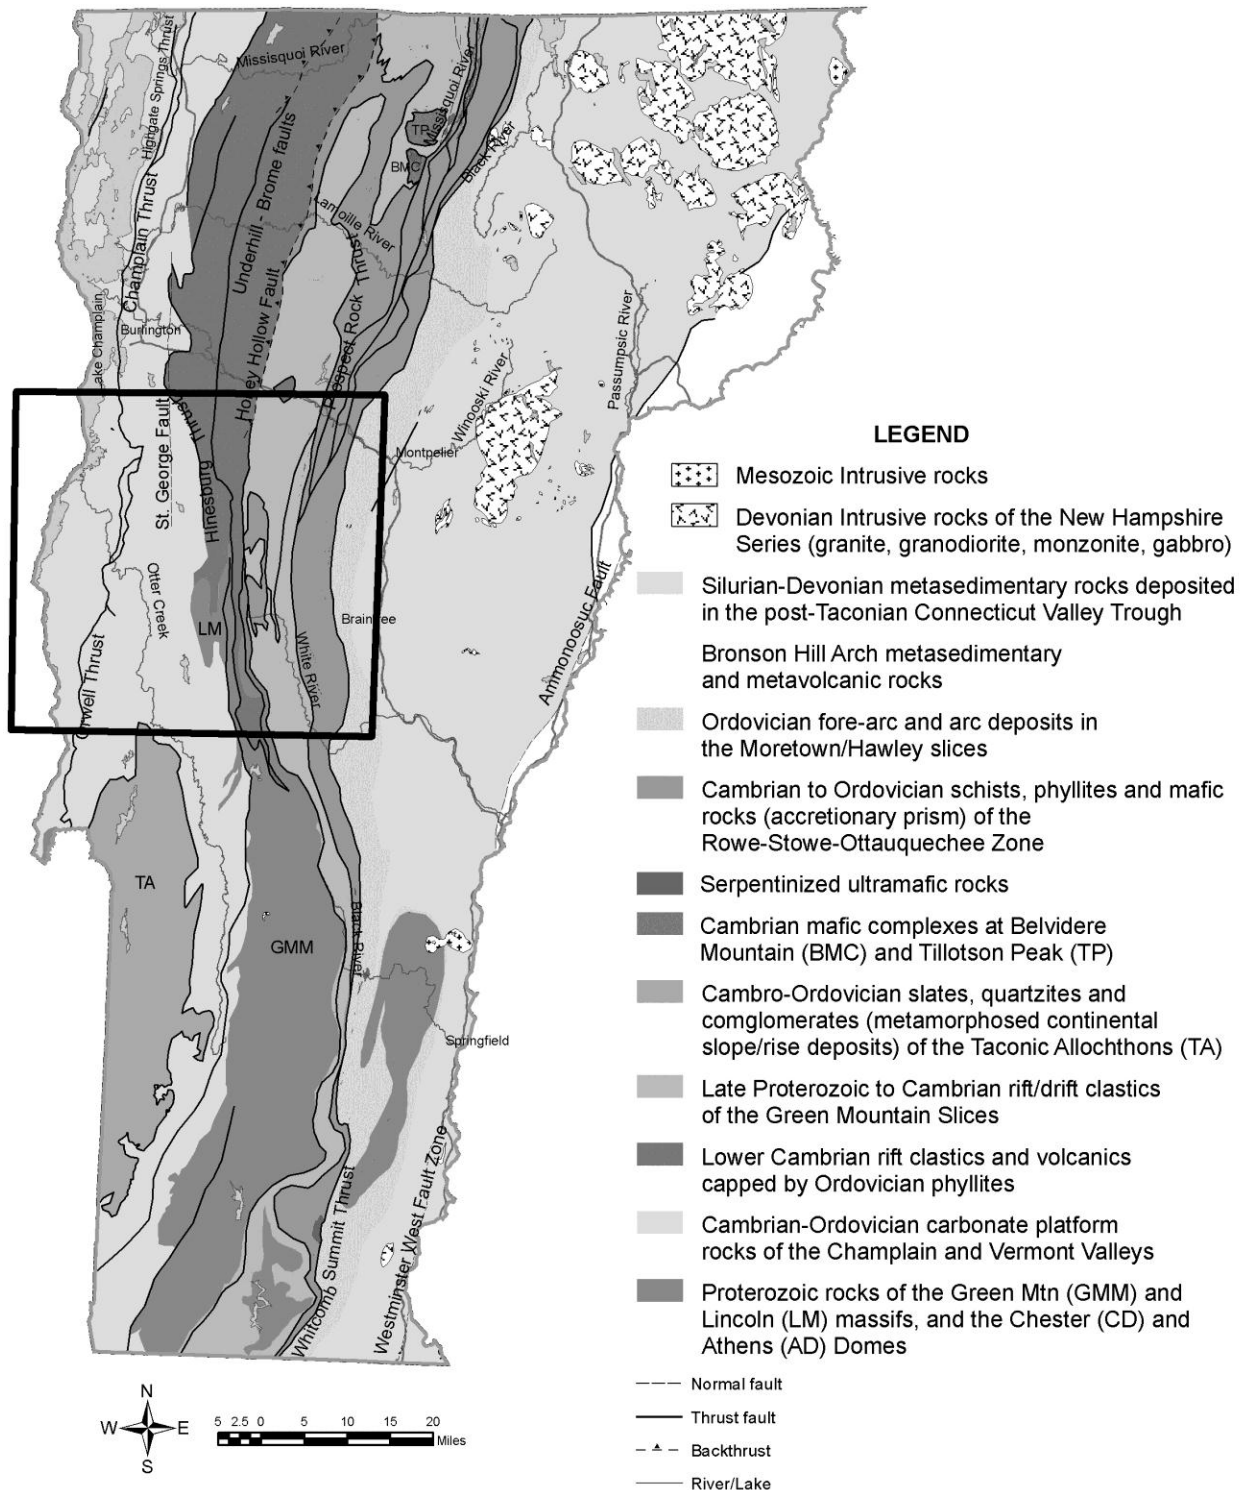 Missisquoi River
Highgate Springs Thrust
Missisquoi River
TP
BMC
Black River
Champlain Thrust
Underhill - Brome faults
Lamoille River
Burlington
Lake Champlain
Honey Hollow Fault
Prospect Rock Thrust
Passumpsic River
Winooski River
Montpelier
St. George Fault
Hinesburg Thrust
Otter Creek
LM
Braintree
White River
Ammonoosuc Fault
Orwell Thrust
TA
GMM
Black River
Springfield
Whitcomb Summit Thrust
Westminster West Fault Zone
N
W E
S
5 2.5 0 5 10 15 20
Miles
LEGEND
Mesozoic Intrusive rocks
Devonian Intrusive rocks of the New Hampshire
Series (granite, granodiorite, monzonite, gabbro)
Silurian-Devonian metasedimentary rocks deposited
in the post-Taconian Connecticut Valley Trough
Bronson Hill Arch metasedimentary
and metavolcanic rocks
Ordovician fore-arc and arc deposits in
the Moretown/Hawley slices
Cambrian to Ordovician schists, phyllites and mafic
rocks (accretionary prism) of the
Rowe-Stowe-Ottauquechee Zone
Serpentinized ultramafic rocks
Cambrian mafic complexes at Belvidere
Mountain (BMC) and Tillotson Peak (TP)
Cambro-Ordovician slates, quartzites and
comglomerates (metamorphosed continental
slope/rise deposits) of the Taconic Allochthons (TA)
Late Proterozoic to Cambrian rift/drift clastics
of the Green Mountain Slices
Lower Cambrian rift clastics and volcanics
capped by Ordovician phyllites
Cambrian-Ordovician carbonate platform
rocks of the Champlain and Vermont Valleys
Proterozoic rocks of the Green Mtn (GMM) and
Lincoln (LM) massifs, and the Chester (CD) and
Athens (AD) Domes
Normal fault
Thrust fault
Backthrust
River/Lake